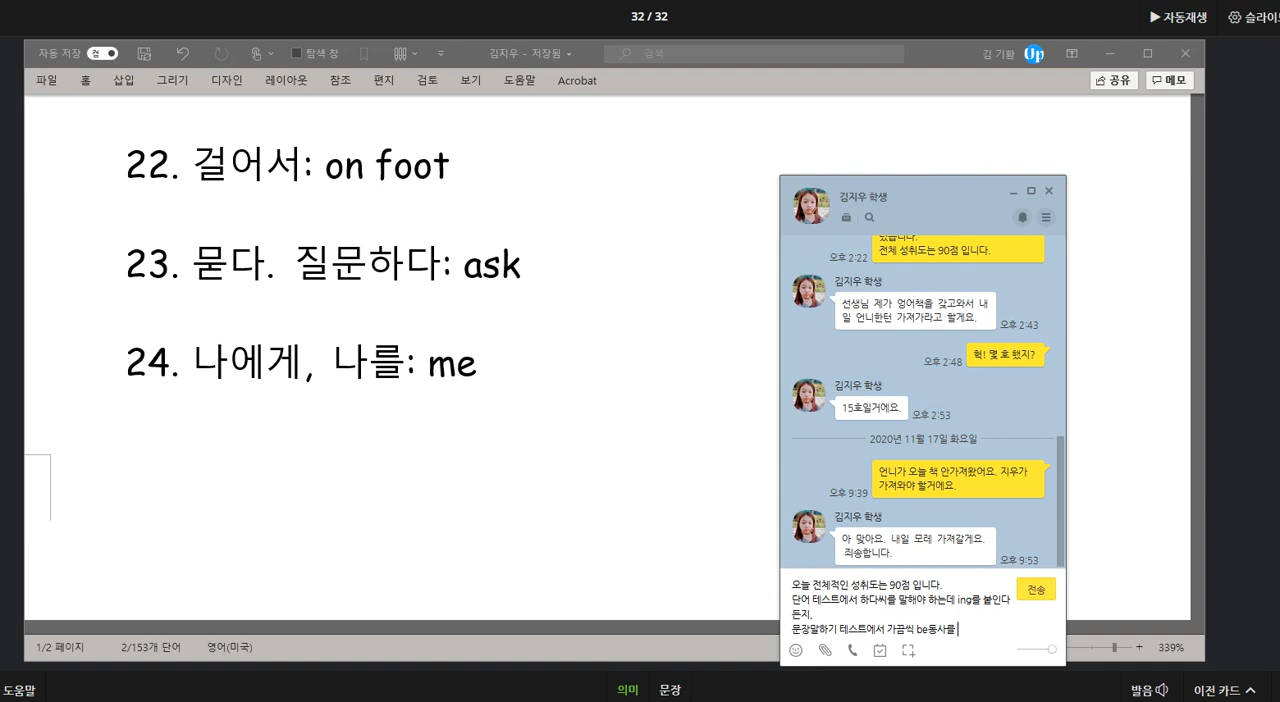 32 / 32
▶ 자동재생
슬라이드
자동 저장
컴
탐색 창
김지우 - 저장됨
검색
김 기환
Up
파일 홈 삽입 그리기 디자인 레이아웃 참조 편지 검토 보기 도움말 Acrobat
공유
메모
22. 걸어서: on foot
23. 묻다. 질문하다: ask
24. 나에게, 나를: me
김지우 학생
있습니다.
전체 성취도는 90점 입니다.
오후 2:22
김지우 학생
선생님 제가 영어책을 갖고와서 내
일 언니한턴 가져가라고 할게요.
오후 2:43
헉! 몇 호 했지?
오후 2:48
김지우 학생
15호일거에요.
오후 2:53
2020년 11월 17일 화요일
언니가 오늘 책 안가져왔어요. 지우가
가져와야 할거에요.
오후 9:39
김지우 학생
아 맞아요. 내일 모레 가져갈게요.
죄송합니다.
오후 9:53
오늘 전체적인 성취도는 90점 입니다.
단어 테스트에서 하다씨를 말해야 하는데 ing를 붙인다
든지,
문장말하기 테스트에서 가끔씩 be동사를
전송
1/2 페이지
2/153개 단어
영어(미국)
339%
도움말
의미
문장
발음
이전 카드